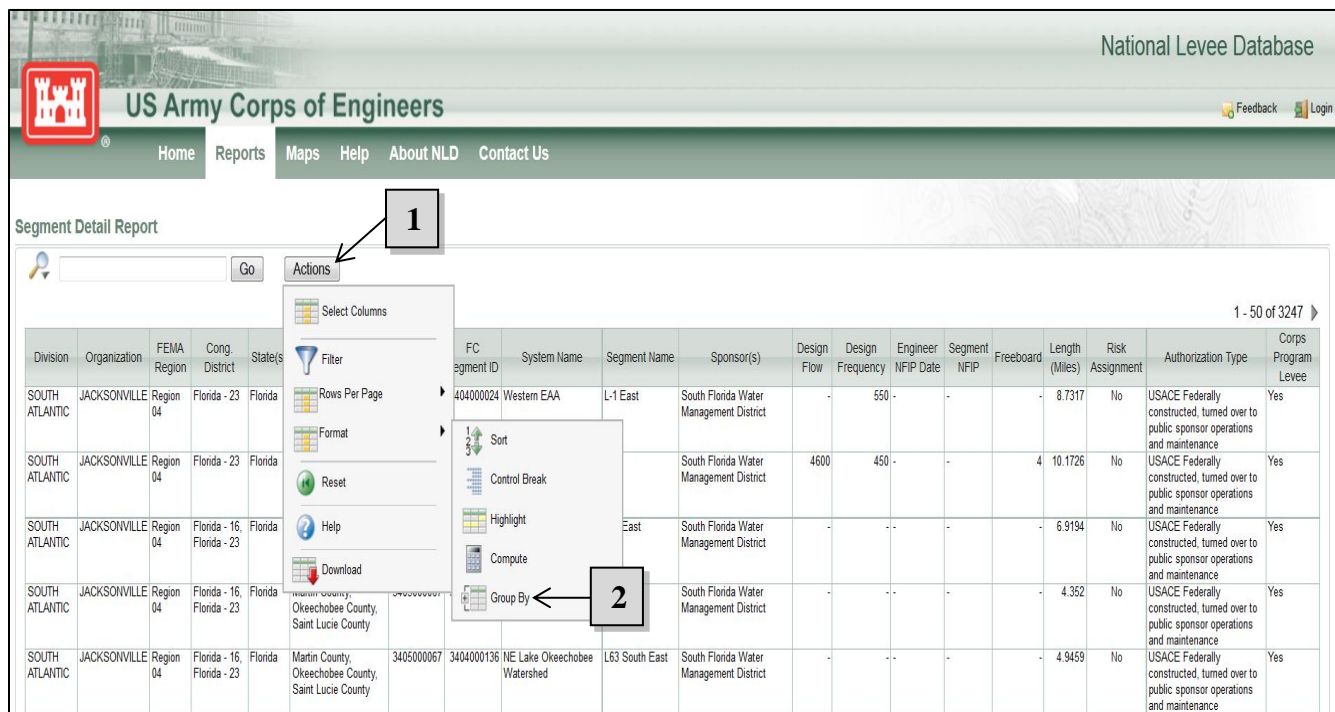 National Levee Database
US Army Corps of Engineers
®
Feedback Login
Home Reports Maps Help About NLD Contact Us
1
Segment Detail Report
Go Actions
Select Columns
Filter
Rows Per Page
Format
Reset
Help
Download
Sort
Control Break
Highlight
Compute
Group By
2
1 - 50 of 3247
Division Organization FEMA Region Cong. District State(s FC egment ID System Name Segment Name Sponsor(s) Design Flow Design Frequency Engineer NFIP Date Segment NFIP Freeboard Length (Miles) Risk Assignment Authorization Type Corps Program Levee
SOUTH JACKSONVILLE Region Florida - 23 Florida 404000024 Western EAA L-1 East South Florida Water - 550 - - - 8.7317 No USACE Federally Yes
ATLANTIC 04 Management District constructed, turned over to
public sponsor operations
and maintenance
SOUTH JACKSONVILLE Region Florida - 23 Florida South Florida Water 4600 450 - - 4 10.1726 No USACE Federally Yes
ATLANTIC 04 Management District constructed, turned over to
public sponsor operations
and maintenance
SOUTH JACKSONVILLE Region Florida - 16, Florida East South Florida Water - - - - - 6.9194 No USACE Federally Yes
ATLANTIC 04 Florida - 23 Management District constructed, turned over to
public sponsor operations
and maintenance
SOUTH JACKSONVILLE Region Florida - 16, Florida Martin County, South Florida Water - - - - - 4.352 No USACE Federally Yes
ATLANTIC 04 Florida - 23 Okeechobee County, Management District constructed, turned over to
Saint Lucie County public sponsor operations
and maintenance
SOUTH JACKSONVILLE Region Florida - 16, Florida Martin County, 3405000067 3404000136 NE Lake Okeechobee L63 South East South Florida Water - - - - - 4.9459 No USACE Federally Yes
ATLANTIC 04 Florida - 23 Okeechobee County, Watershed Management District constructed, turned over to
Saint Lucie County public sponsor operations
and maintenance